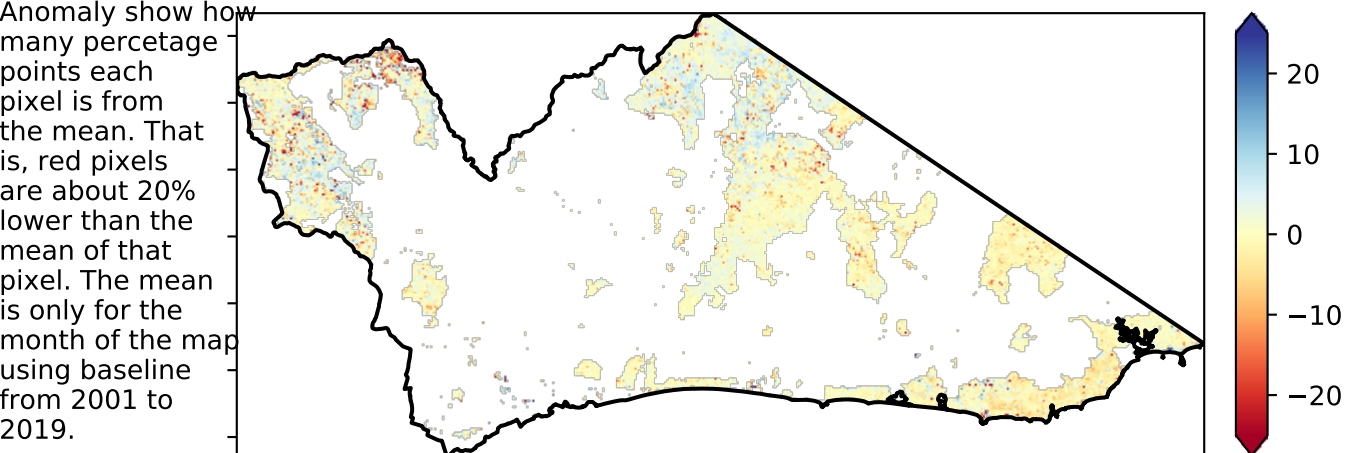 Anomaly show how
many percetage
points each
pixel is from
the mean. That
is, red pixels
are about 20%
lower than the
mean of that
pixel. The mean
is only for the
month of the map
using baseline
from 2001 to
2019.
20
10
0
−10
−20